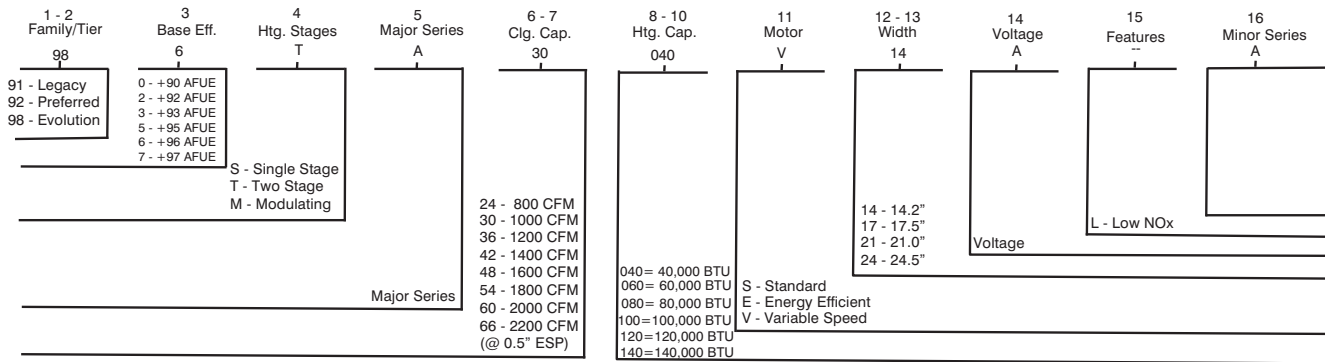 1 - 2
Family/Tier
98
3
Base Eff.
6
4
Htg. Stages
T
5
Major Series
A
6 - 7
Clg. Cap.
30
8 - 10
Htg. Cap.
040
11
Motor
V
12 - 13
Width
14
14
Voltage
A
15
Features
--
16
Minor Series
A
91 - Legacy
92 - Preferred
98 - Evolution
0 - +90 AFUE
2 - +92 AFUE
3 - +93 AFUE
5 - +95 AFUE
6 - +96 AFUE
7 - +97 AFUE
S - Single Stage
T - Two Stage
M - Modulating
Major Series
24 - 800 CFM
30 - 1000 CFM
36 - 1200 CFM
42 - 1400 CFM
48 - 1600 CFM
54 - 1800 CFM
60 - 2000 CFM
66 - 2200 CFM
(@ 0.5” ESP)
040= 40,000 BTU
060= 60,000 BTU
080= 80,000 BTU
100=100,000 BTU
120=120,000 BTU
140=140,000 BTU
S - Standard
E - Energy Efficient
V - Variable Speed
14 - 14.2”
17 - 17.5”
21 - 21.0”
24 - 24.5”
Voltage
L - Low NOx